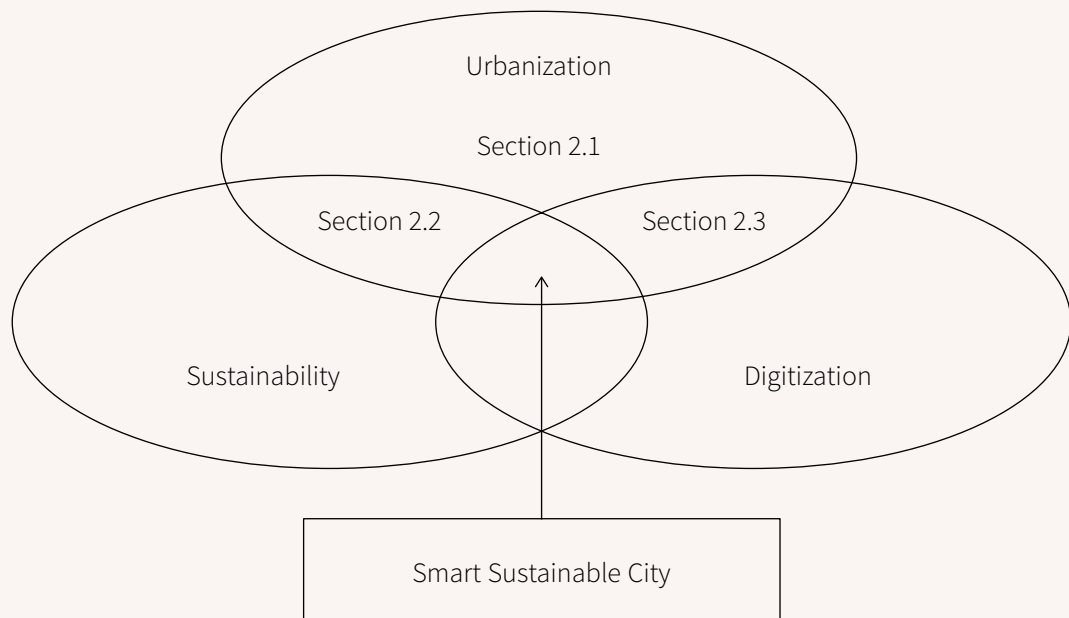 Urbanization
Section 2.1
Section 2.2
Section 2.3
Sustainability
Digitization
Smart Sustainable City